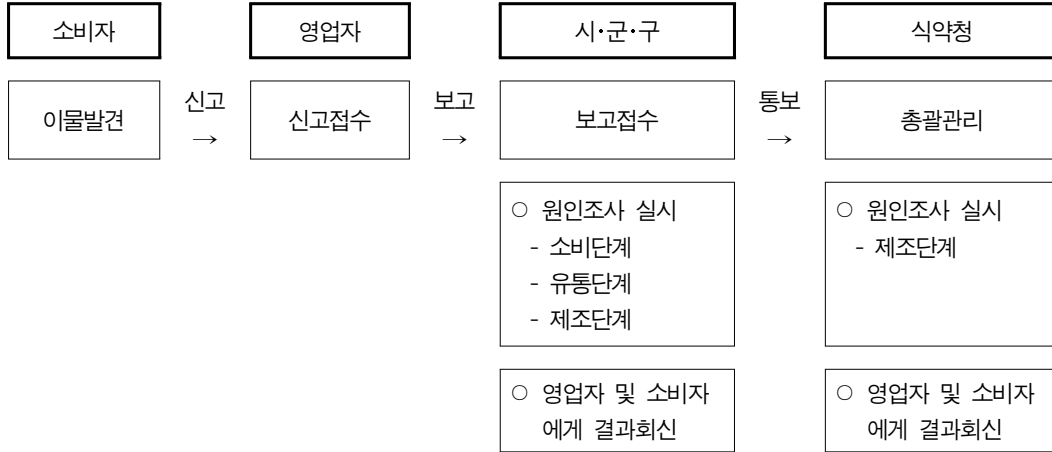 소비자
영업자
시·군·구
식약청
이물발견
신고
→
신고접수
보고
→
보고접수
통보
→
총괄관리
○ 원인조사 실시
- 소비단계
- 유통단계
- 제조단계
○ 원인조사 실시
- 제조단계
○ 영업자 및 소비자
에게 결과회신
○ 영업자 및 소비자
에게 결과회신